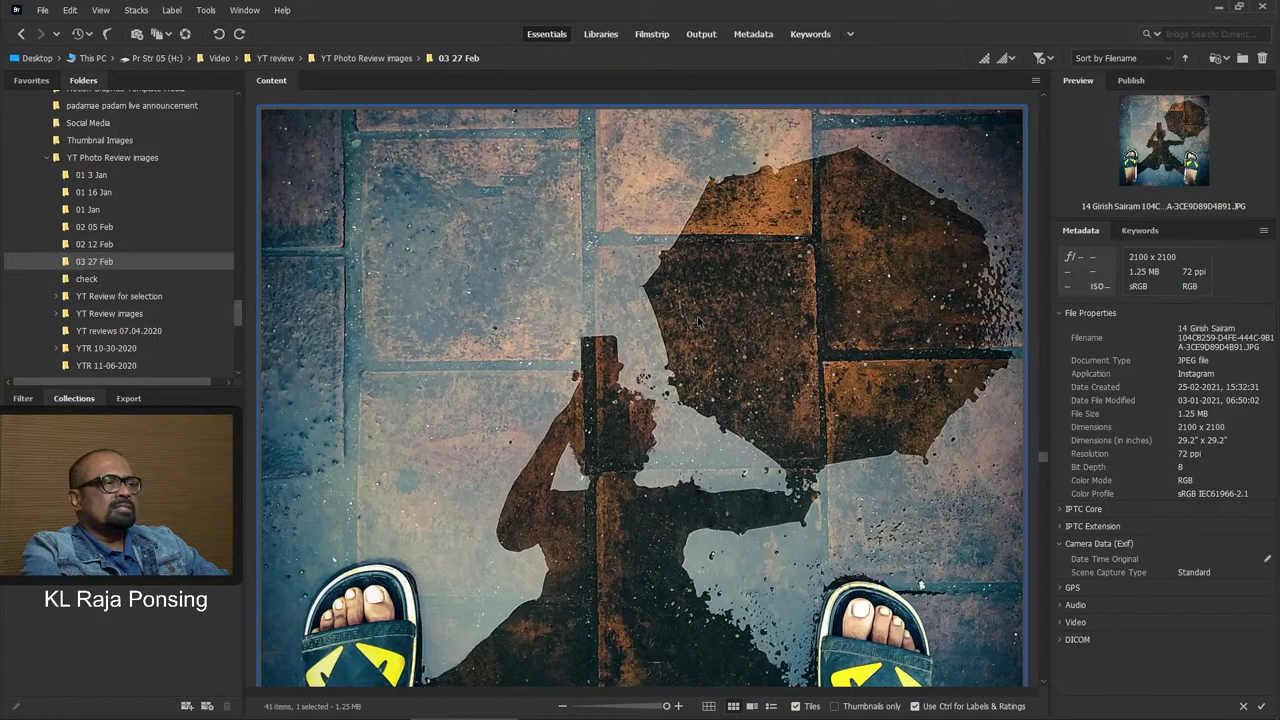 Br File Edit View Stacks Label Tools Window Help
Essentials Libraries Filmstrip Output Metadata Keywords Bridge Search: Current...
Desktop This PC Pr Str 05 (H:) Video YT review YT Photo Review images 03 27 Feb Sort by Filename
Favorites Folders
padamae padam live announcement
Social Media
Thumbnail Images
YT Photo Review images
01 3 Jan
01 16 Jan
01 Jan
02 05 Feb
02 12 Feb
03 27 Feb
check
YT Review for selection
YT Review images
YT reviews 07.04.2020
YTR 10-30-2020
YTR 11-06-2020
Filter Collections Export
KL Raja Ponsing
Content
41 items, 1 selected - 1.25 MB Tiles Thumbnails only Use Ctrl for Labels & Ratings
Preview Publish
14 Girish Sairam 104C...A-3CE9D89D4B91.JPG
Metadata Keywords
f/ -- -- 2100 x 2100
-- -- 1.25 MB 72 ppi
-- ISO-- sRGB RGB
File Properties
Filename 14 Girish Sairam
104C8259-D4FE-444C-9B1
A-3CE9D89D4B91.JPG
Document Type JPEG file
Application Instagram
Date Created 25-02-2021, 15:32:31
Date File Modified 03-01-2021, 06:50:02
File Size 1.25 MB
Dimensions 2100 x 2100
Dimensions (in inches) 29.2" x 29.2"
Resolution 72 ppi
Bit Depth 8
Color Mode RGB
Color Profile sRGB IEC61966-2.1
IPTC Core
IPTC Extension
Camera Data (Exif)
Date Time Original
Scene Capture Type Standard
GPS
Audio
Video
DICOM